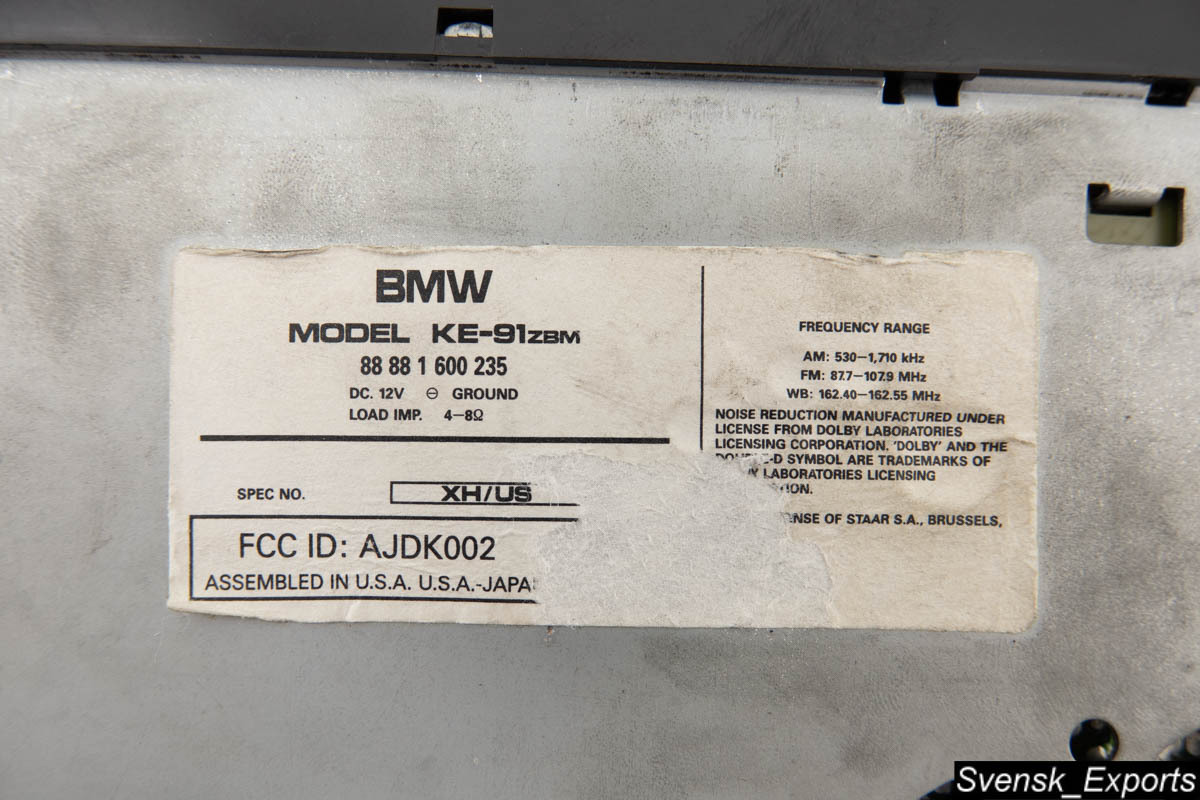 BMW
MODEL KE-91ZBM
88 88 1 600 235
DC. 12V ⊖ GROUND
LOAD IMP. 4-8Ω
SPEC NO. XH/US
FCC ID: AJDK002
ASSEMBLED IN U.S.A. U.S.A.-JAPA
FREQUENCY RANGE
AM: 530-1,710 kHz
FM: 87.7-107.9 MHz
WB: 162.40-162.55 MHz
NOISE REDUCTION MANUFACTURED UNDER
LICENSE FROM DOLBY LABORATORIES
LICENSING CORPORATION. 'DOLBY' AND THE
-D SYMBOL ARE TRADEMARKS OF
LABORATORIES LICENSING
OF STAAR S.A., BRUSSELS,
Svensk_Exports